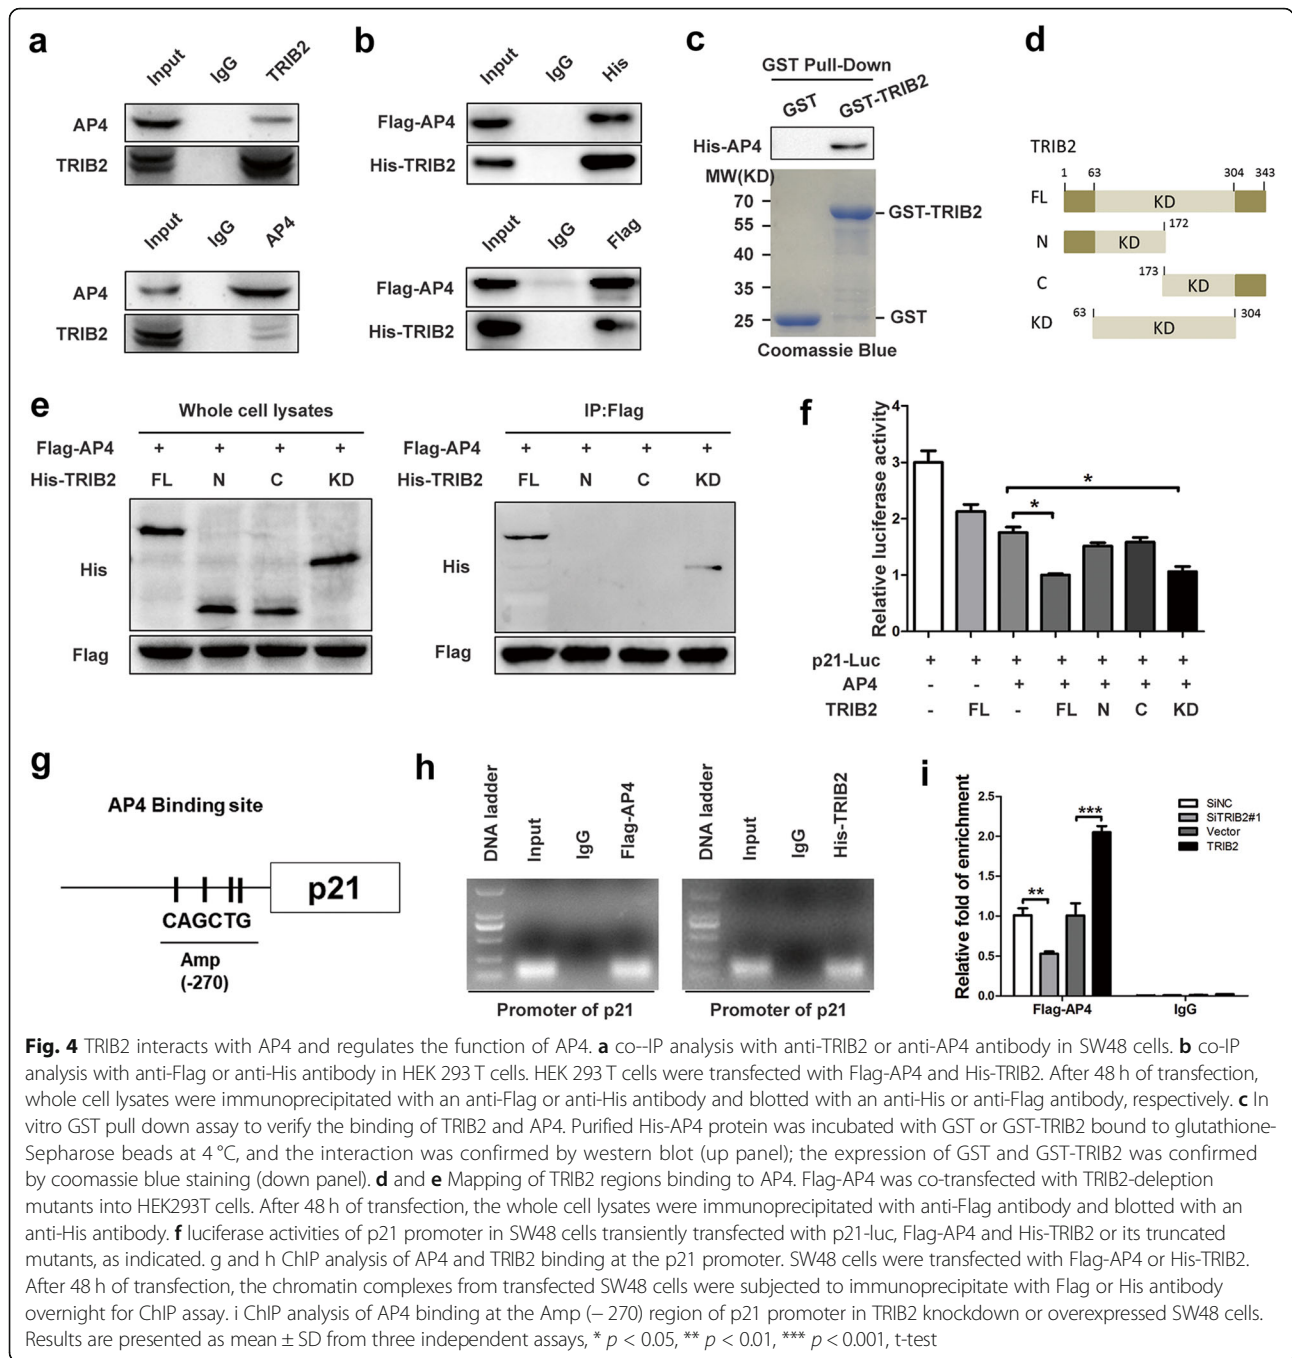 a
Input IgG TRIB2
AP4
TRIB2
Input IgG AP4
AP4
TRIB2
b
Input IgG His
Flag-AP4
His-TRIB2
Input IgG Flag
Flag-AP4
His-TRIB2
c
GST Pull-Down
GST GST-TRIB2
His-AP4
MW(KD)
70
55
40
35
25
GST-TRIB2
GST
Coomassie Blue
d
TRIB2
1 63 304 343
FL KD
172
N KD
173
C KD
63 304
KD KD
e
Whole cell lysates
Flag-AP4 + + + +
His-TRIB2 FL N C KD
His
Flag
IP:Flag
Flag-AP4 + + + +
His-TRIB2 FL N C KD
His
Flag
f
Relative luciferase activity
4
3
2
1
0
* *
p21-Luc + + + + + + +
AP4 - - + + + + +
TRIB2 - FL - FL N C KD
g
AP4 Binding site
p21
CAGCTG
Amp
(-270)
h
DNA ladder Input IgG Flag-AP4
Promoter of p21
DNA ladder Input IgG His-TRIB2
Promoter of p21
i
Relative fold of enrichment
2.5
2.0
1.5
1.0
0.5
0.0
** ***
SiNC
SiTRIB2#1
Vector
TRIB2
Flag-AP4 IgG
Fig. 4 TRIB2 interacts with AP4 and regulates the function of AP4. a co--IP analysis with anti-TRIB2 or anti-AP4 antibody in SW48 cells. b co-IP
analysis with anti-Flag or anti-His antibody in HEK 293 T cells. HEK 293 T cells were transfected with Flag-AP4 and His-TRIB2. After 48 h of transfection,
whole cell lysates were immunoprecipitated with an anti-Flag or anti-His antibody and blotted with an anti-His or anti-Flag antibody, respectively. c In
vitro GST pull down assay to verify the binding of TRIB2 and AP4. Purified His-AP4 protein was incubated with GST or GST-TRIB2 bound to glutathione-
Sepharose beads at 4 °C, and the interaction was confirmed by western blot (up panel); the expression of GST and GST-TRIB2 was confirmed
by coomassie blue staining (down panel). d and e Mapping of TRIB2 regions binding to AP4. Flag-AP4 was co-transfected with TRIB2-deleption
mutants into HEK293T cells. After 48 h of transfection, the whole cell lysates were immunoprecipitated with anti-Flag antibody and blotted with an
anti-His antibody. f luciferase activities of p21 promoter in SW48 cells transiently transfected with p21-luc, Flag-AP4 and His-TRIB2 or its truncated
mutants, as indicated. g and h ChIP analysis of AP4 and TRIB2 binding at the p21 promoter. SW48 cells were transfected with Flag-AP4 or His-TRIB2.
After 48 h of transfection, the chromatin complexes from transfected SW48 cells were subjected to immunoprecipitate with Flag or His antibody
overnight for ChIP assay. i ChIP analysis of AP4 binding at the Amp (− 270) region of p21 promoter in TRIB2 knockdown or overexpressed SW48 cells.
Results are presented as mean ± SD from three independent assays, * p < 0.05, ** p < 0.01, *** p < 0.001, t-test